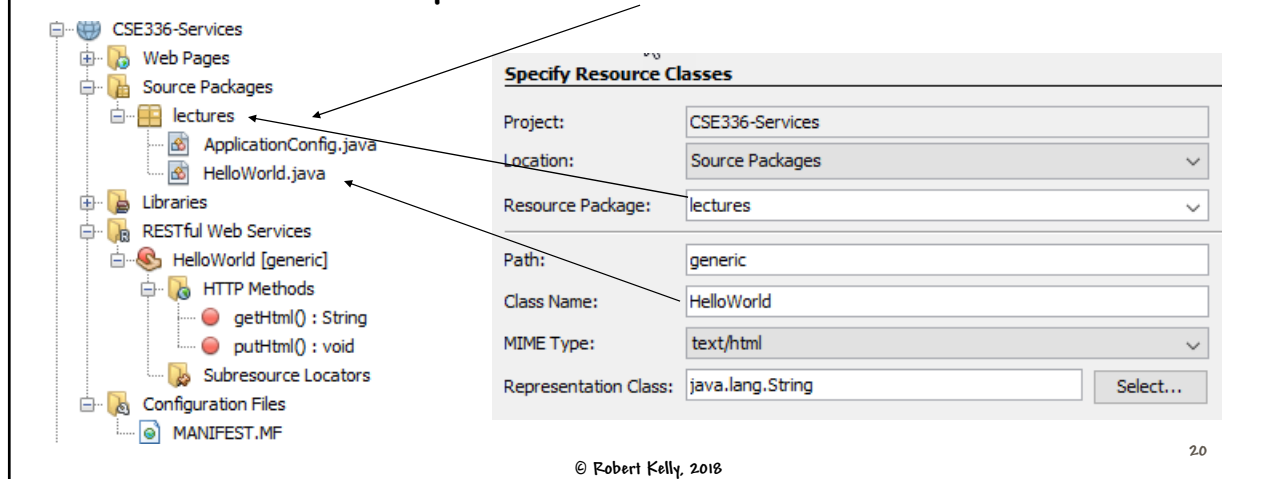 CSE336-Services
Web Pages
Source Packages
lectures
ApplicationConfig.java
HelloWorld.java
Libraries
RESTful Web Services
HelloWorld [generic]
HTTP Methods
getHtml() : String
putHtml() : void
Subresource Locators
Configuration Files
MANIFEST.MF
Specify Resource Classes
Project: CSE336-Services
Location: Source Packages
Resource Package: lectures
Path: generic
Class Name: HelloWorld
MIME Type: text/html
Representation Class: java.lang.String Select...
20
© Robert Kelly, 2018